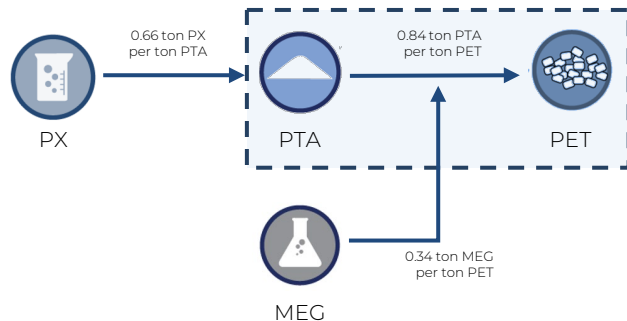 0.66 ton PX
per ton PTA
0.84 ton PTA
per ton PET
PX
PTA
PET
0.34 ton MEG
per ton PET
MEG